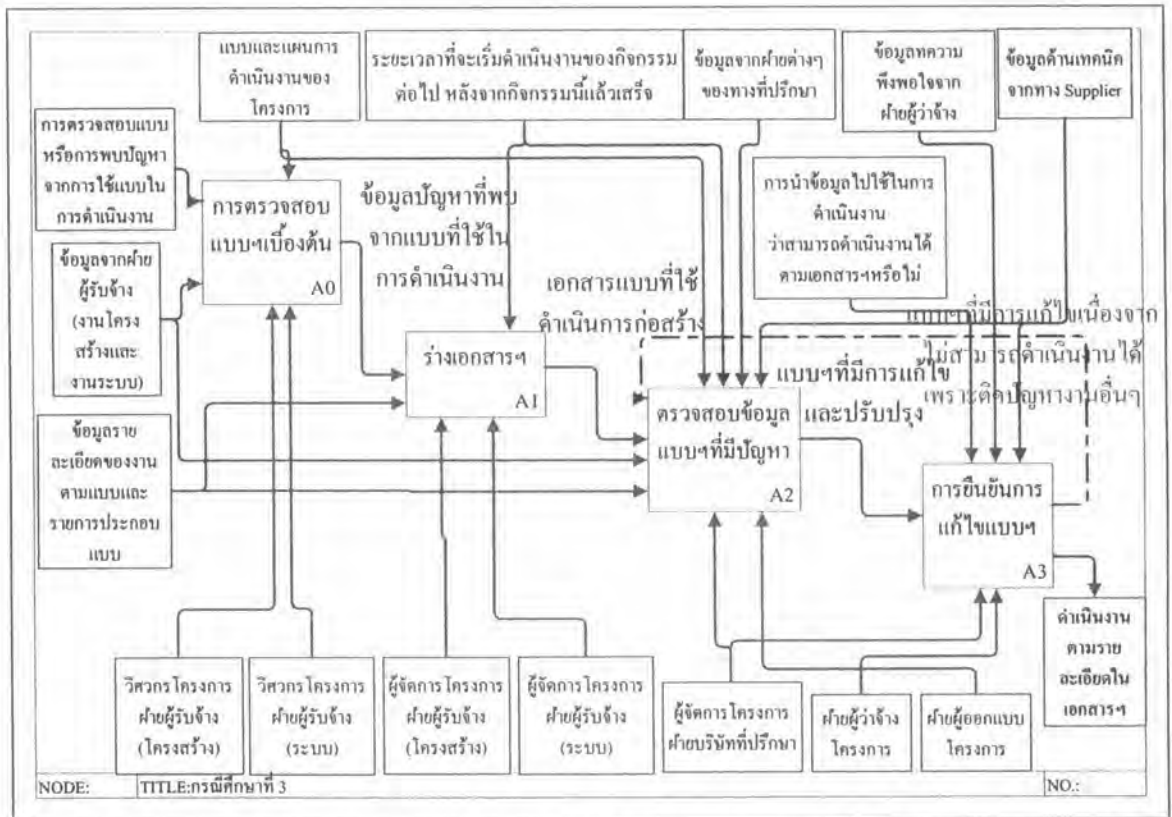 แบบและแผนการ
ดำเนินงานของ
โครงการ
ระยะเวลาที่จะเริ่มดำเนินงานของกิจกรรม
ต่อไป หลังจากกิจกรรมนี้แล้วเสร็จ
ข้อมูลจากฝ่ายต่างๆ
ของทางที่ปรึกษา
ข้อมูลทความ
พึงพอใจจาก
ฝ่ายผู้ว่าจ้าง
ข้อมูลด้านเทคนิค
จากทาง Supplier
การตรวจสอบแบบ
หรือการพบปัญหา
จากการใช้แบบใน
การดำเนินงาน
การตรวจสอบ
แบบฯเบื้องต้น
A0
ข้อมูลปัญหาที่พบ
จากแบบที่ใช้ใน
การดำเนินงาน
การนำข้อมูลไปใช้ในการ
ดำเนินงาน
ว่าสามารถดำเนินงานได้
ตามเอกสารฯหรือไม่
ข้อมูลจากฝ่าย
ผู้รับจ้าง
(งานโครง
สร้างและ
งานระบบ)
เอกสารแบบที่ใช้
ดำเนินการก่อสร้าง
แบบฯที่มีการแก้ไขเนื่องจาก
ไม่สามารถดำเนินงานได้
เพราะติดปัญหางานอื่นๆ
ร่างเอกสารฯ
A1
แบบฯที่มีการแก้ไข
และปรับปรุง
ตรวจสอบข้อมูล
แบบฯที่มีปัญหา
A2
ข้อมูลราย
ละเอียดของงาน
ตามแบบและ
รายการประกอบ
แบบ
การยืนยันการ
แก้ไขแบบฯ
A3
ดำเนินงาน
ตามราย
ละเอียดใน
เอกสารฯ
วิศวกรโครงการ
ฝ่ายผู้รับจ้าง
(โครงสร้าง)
วิศวกรโครงการ
ฝ่ายผู้รับจ้าง
(ระบบ)
ผู้จัดการโครงการ
ฝ่ายผู้รับจ้าง
(โครงสร้าง)
ผู้จัดการโครงการ
ฝ่ายผู้รับจ้าง
(ระบบ)
ผู้จัดการโครงการ
ฝ่ายบริษัทที่ปรึกษา
ฝ่ายผู้ว่าจ้าง
โครงการ
ฝ่ายผู้ออกแบบ
โครงการ
NODE:
TITLE:กรณีศึกษาที่ 3
NO.: